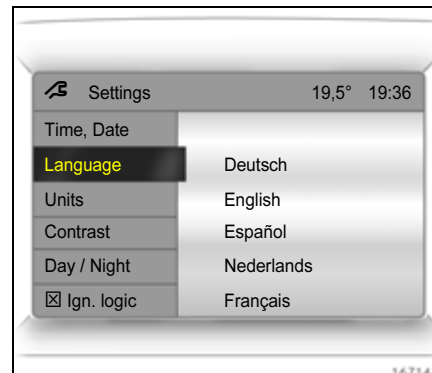 Settings 19,5° 19:36
Time, Date
Language Deutsch
Units English
Contrast Español
Day / Night Nederlands
☒ Ign. logic Français